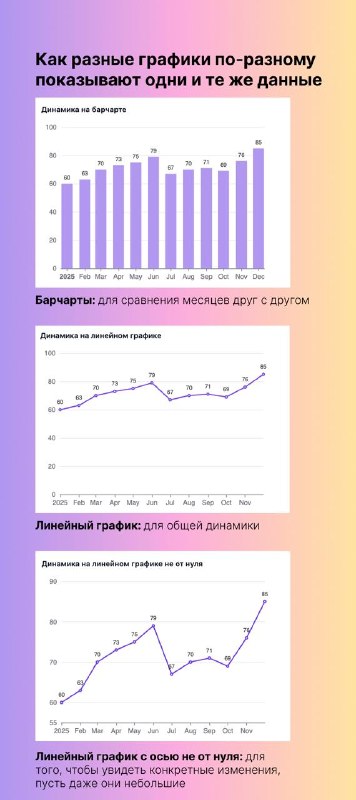 Как разные графики по-разному
показывают одни и те же данные
Динамика на барчарте
100
80
60
40
20
0
60 63 70 73 75 79 67 70 71 69 76 85
2025 Feb Mar Apr May Jun Jul Aug Sep Oct Nov Dec
Барчарты: для сравнения месяцев друг с другом
Динамика на линейном графике
100
80
60
40
20
0
60 63 70 73 75 79 67 70 71 69 76 85
2025 Feb Mar Apr May Jun Jul Aug Sep Oct Nov
Линейный график: для общей динамики
Динамика на линейном графике не от нуля
90
80
70
60
55
60 63 70 73 75 79 67 70 71 69 76 85
2025 Feb Mar Apr May Jun Jul Aug Sep Oct Nov
Линейный график с осью не от нуля: для
того, чтобы увидеть конкретные изменения,
пусть даже они небольшие